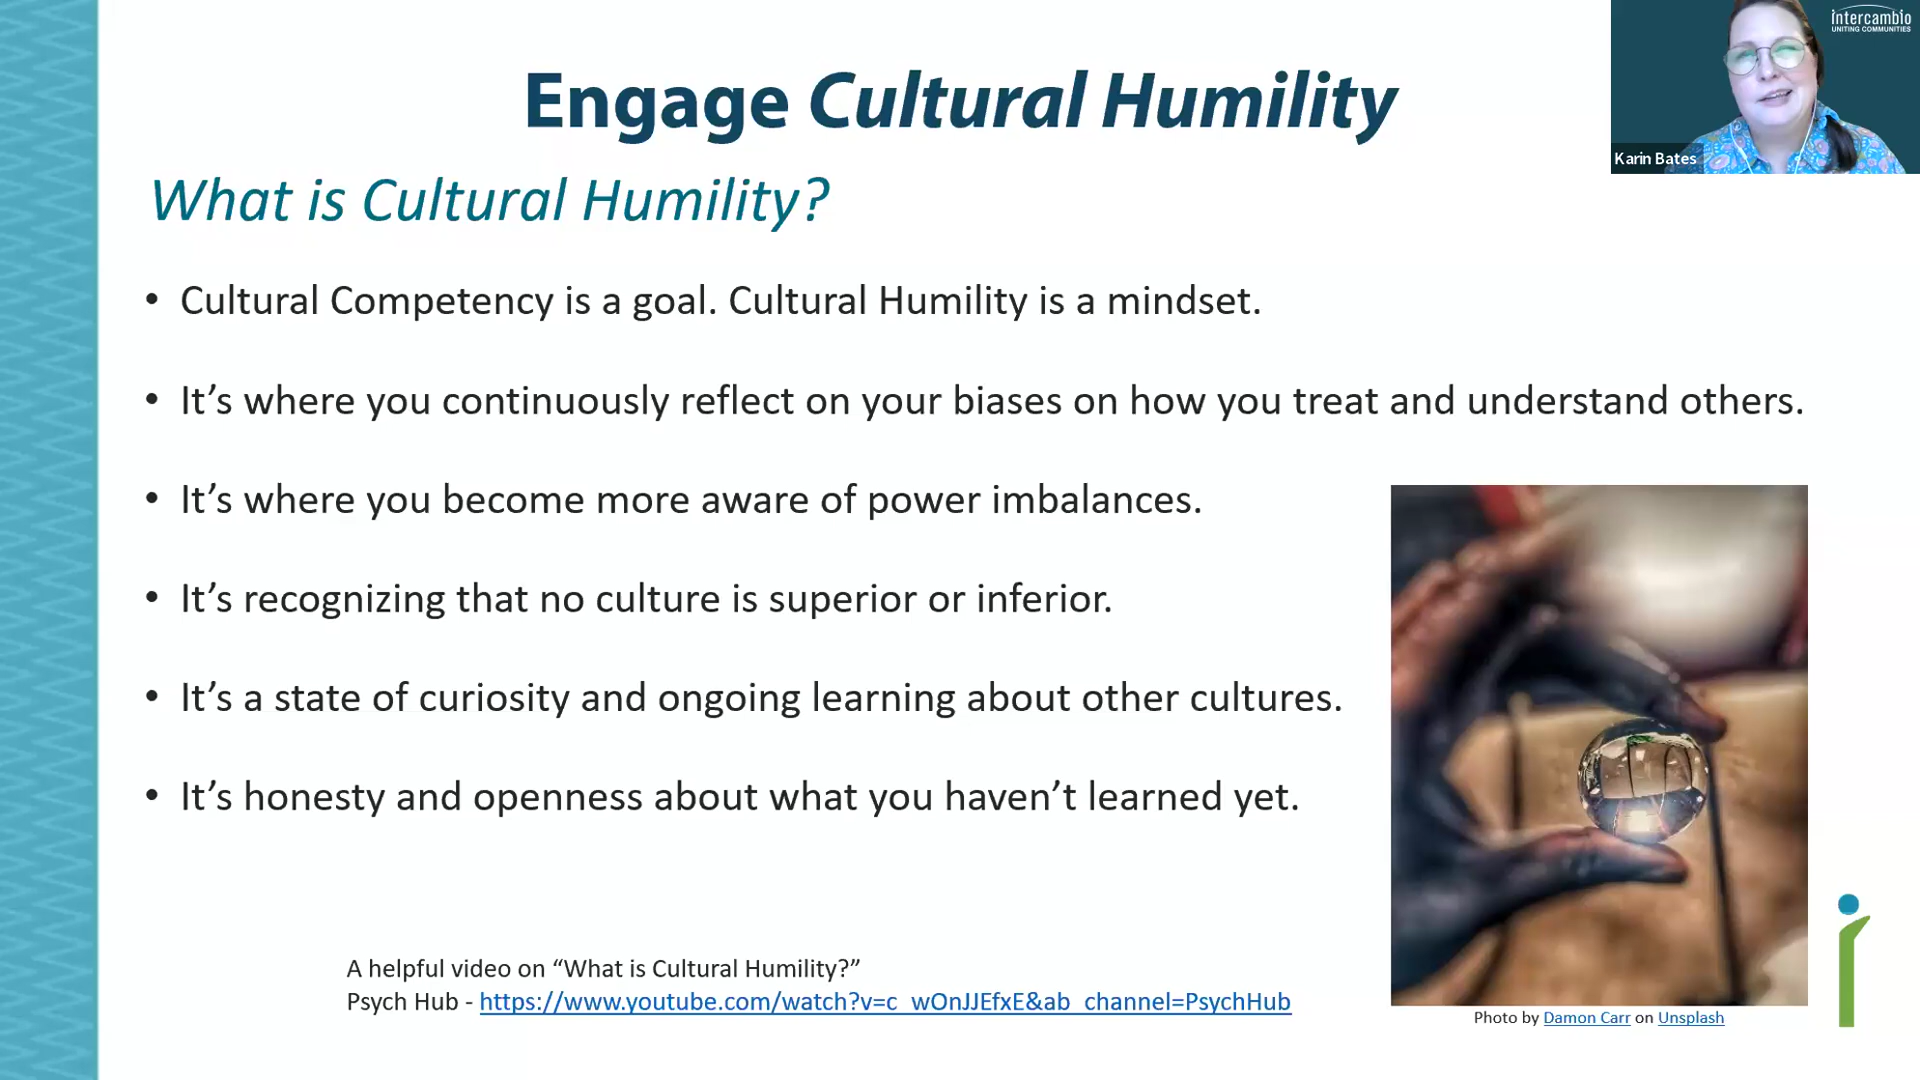 intercambio
UNITING COMMUNITIES
Karin Bates
Engage Cultural Humility
What is Cultural Humility?
• Cultural Competency is a goal. Cultural Humility is a mindset.
• It’s where you continuously reflect on your biases on how you treat and understand others.
• It’s where you become more aware of power imbalances.
• It’s recognizing that no culture is superior or inferior.
• It’s a state of curiosity and ongoing learning about other cultures.
• It’s honesty and openness about what you haven’t learned yet.
A helpful video on “What is Cultural Humility?”
Psych Hub - https://www.youtube.com/watch?v=c_wOnJJEfxE&ab_channel=PsychHub
Photo by Damon Carr on Unsplash